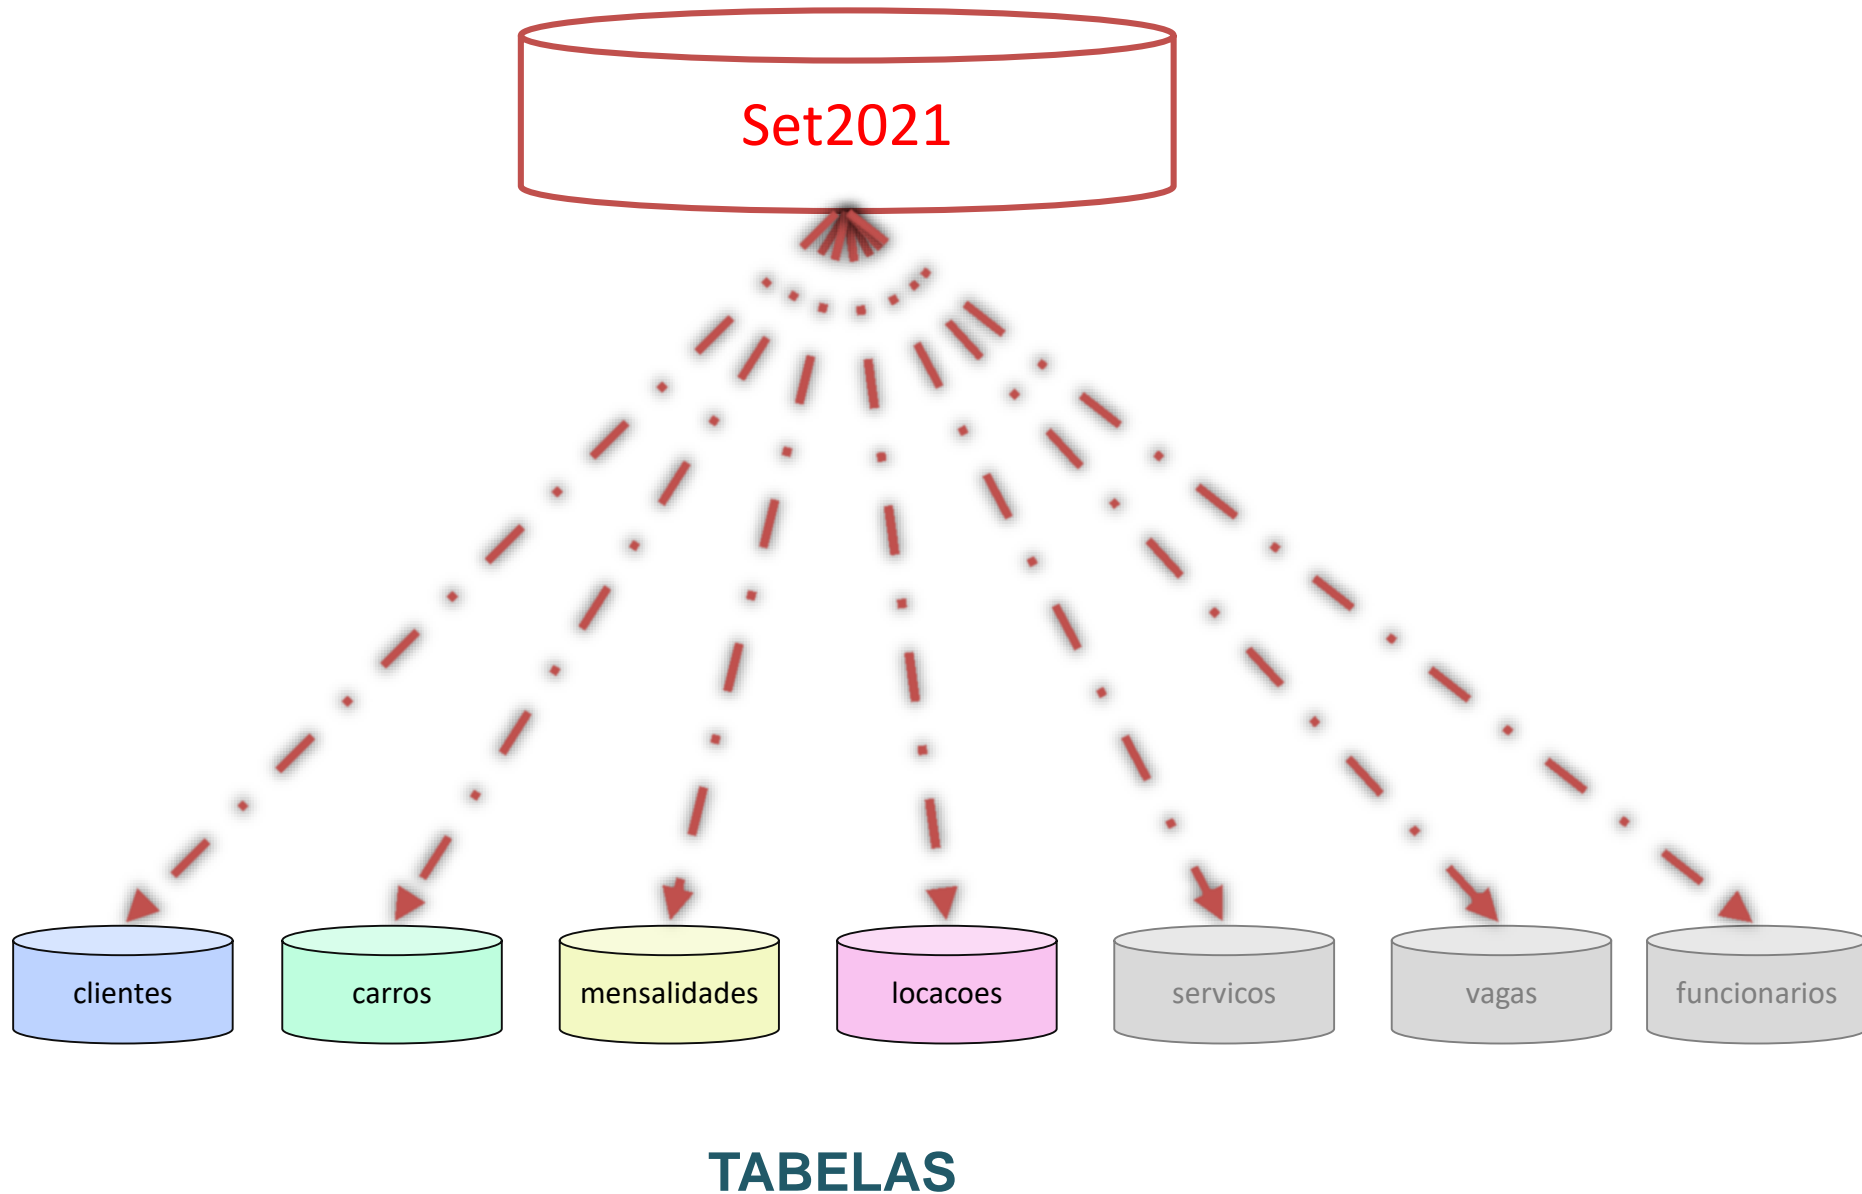 Set2021
clientes
carros
mensalidades
locacoes
servicos
vagas
funcionarios
TABELAS